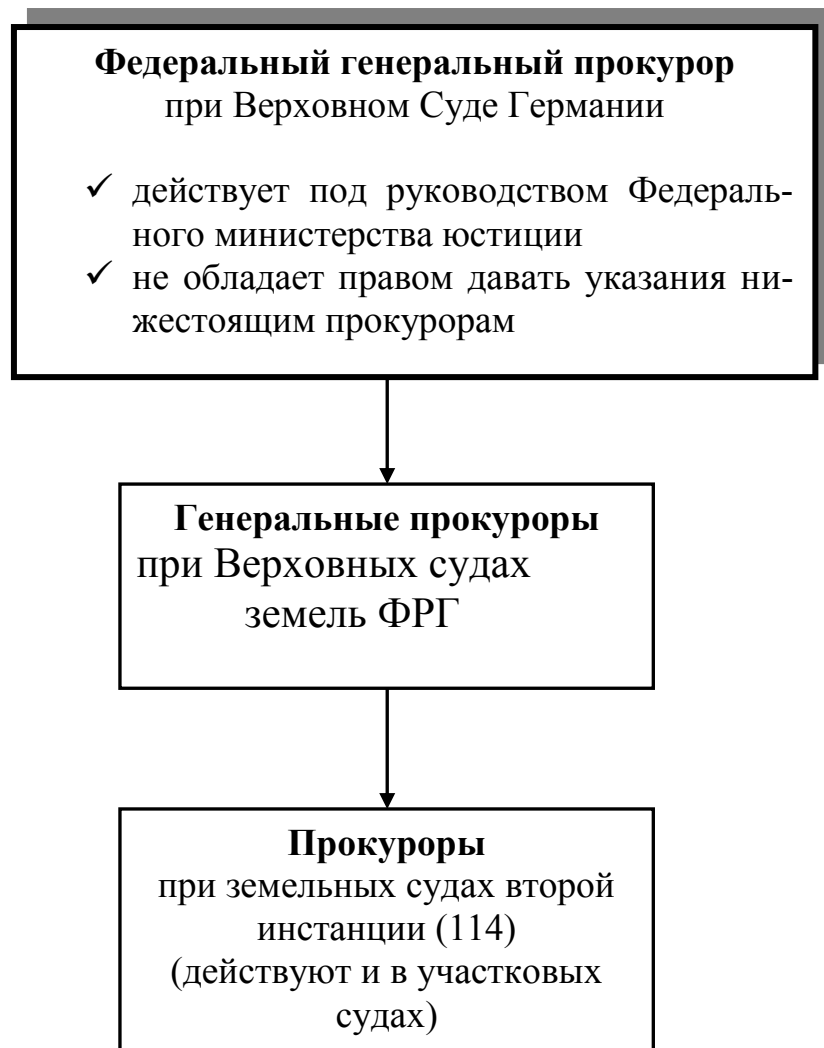 Федеральный генеральный прокурор
при Верховном Суде Германии
✓ действует под руководством Федераль-
ного министерства юстиции
✓ не обладает правом давать указания ни-
жестоящим прокурорам
Генеральные прокуроры
при Верховных судах
земель ФРГ
Прокуроры
при земельных судах второй
инстанции (114)
(действуют и в участковых
судах)